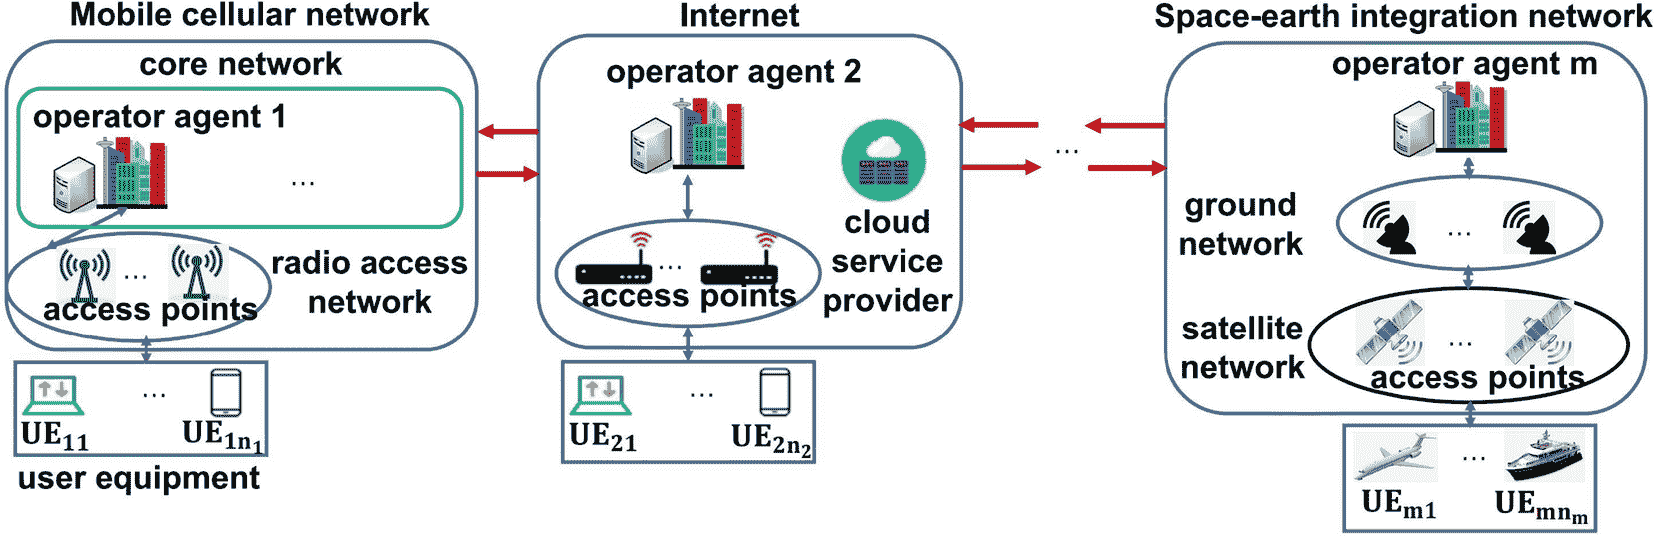 Mobile cellular network
core network
operator agent 1
...
...
access points
radio access
network
UE11
...
UE1n1
user equipment
Internet
operator agent 2
...
access points
cloud
service
provider
UE21
...
UE2n2
...
Space-earth integration network
operator agent m
ground
network
...
satellite
network
...
access points
UEm1
...
UEmnm